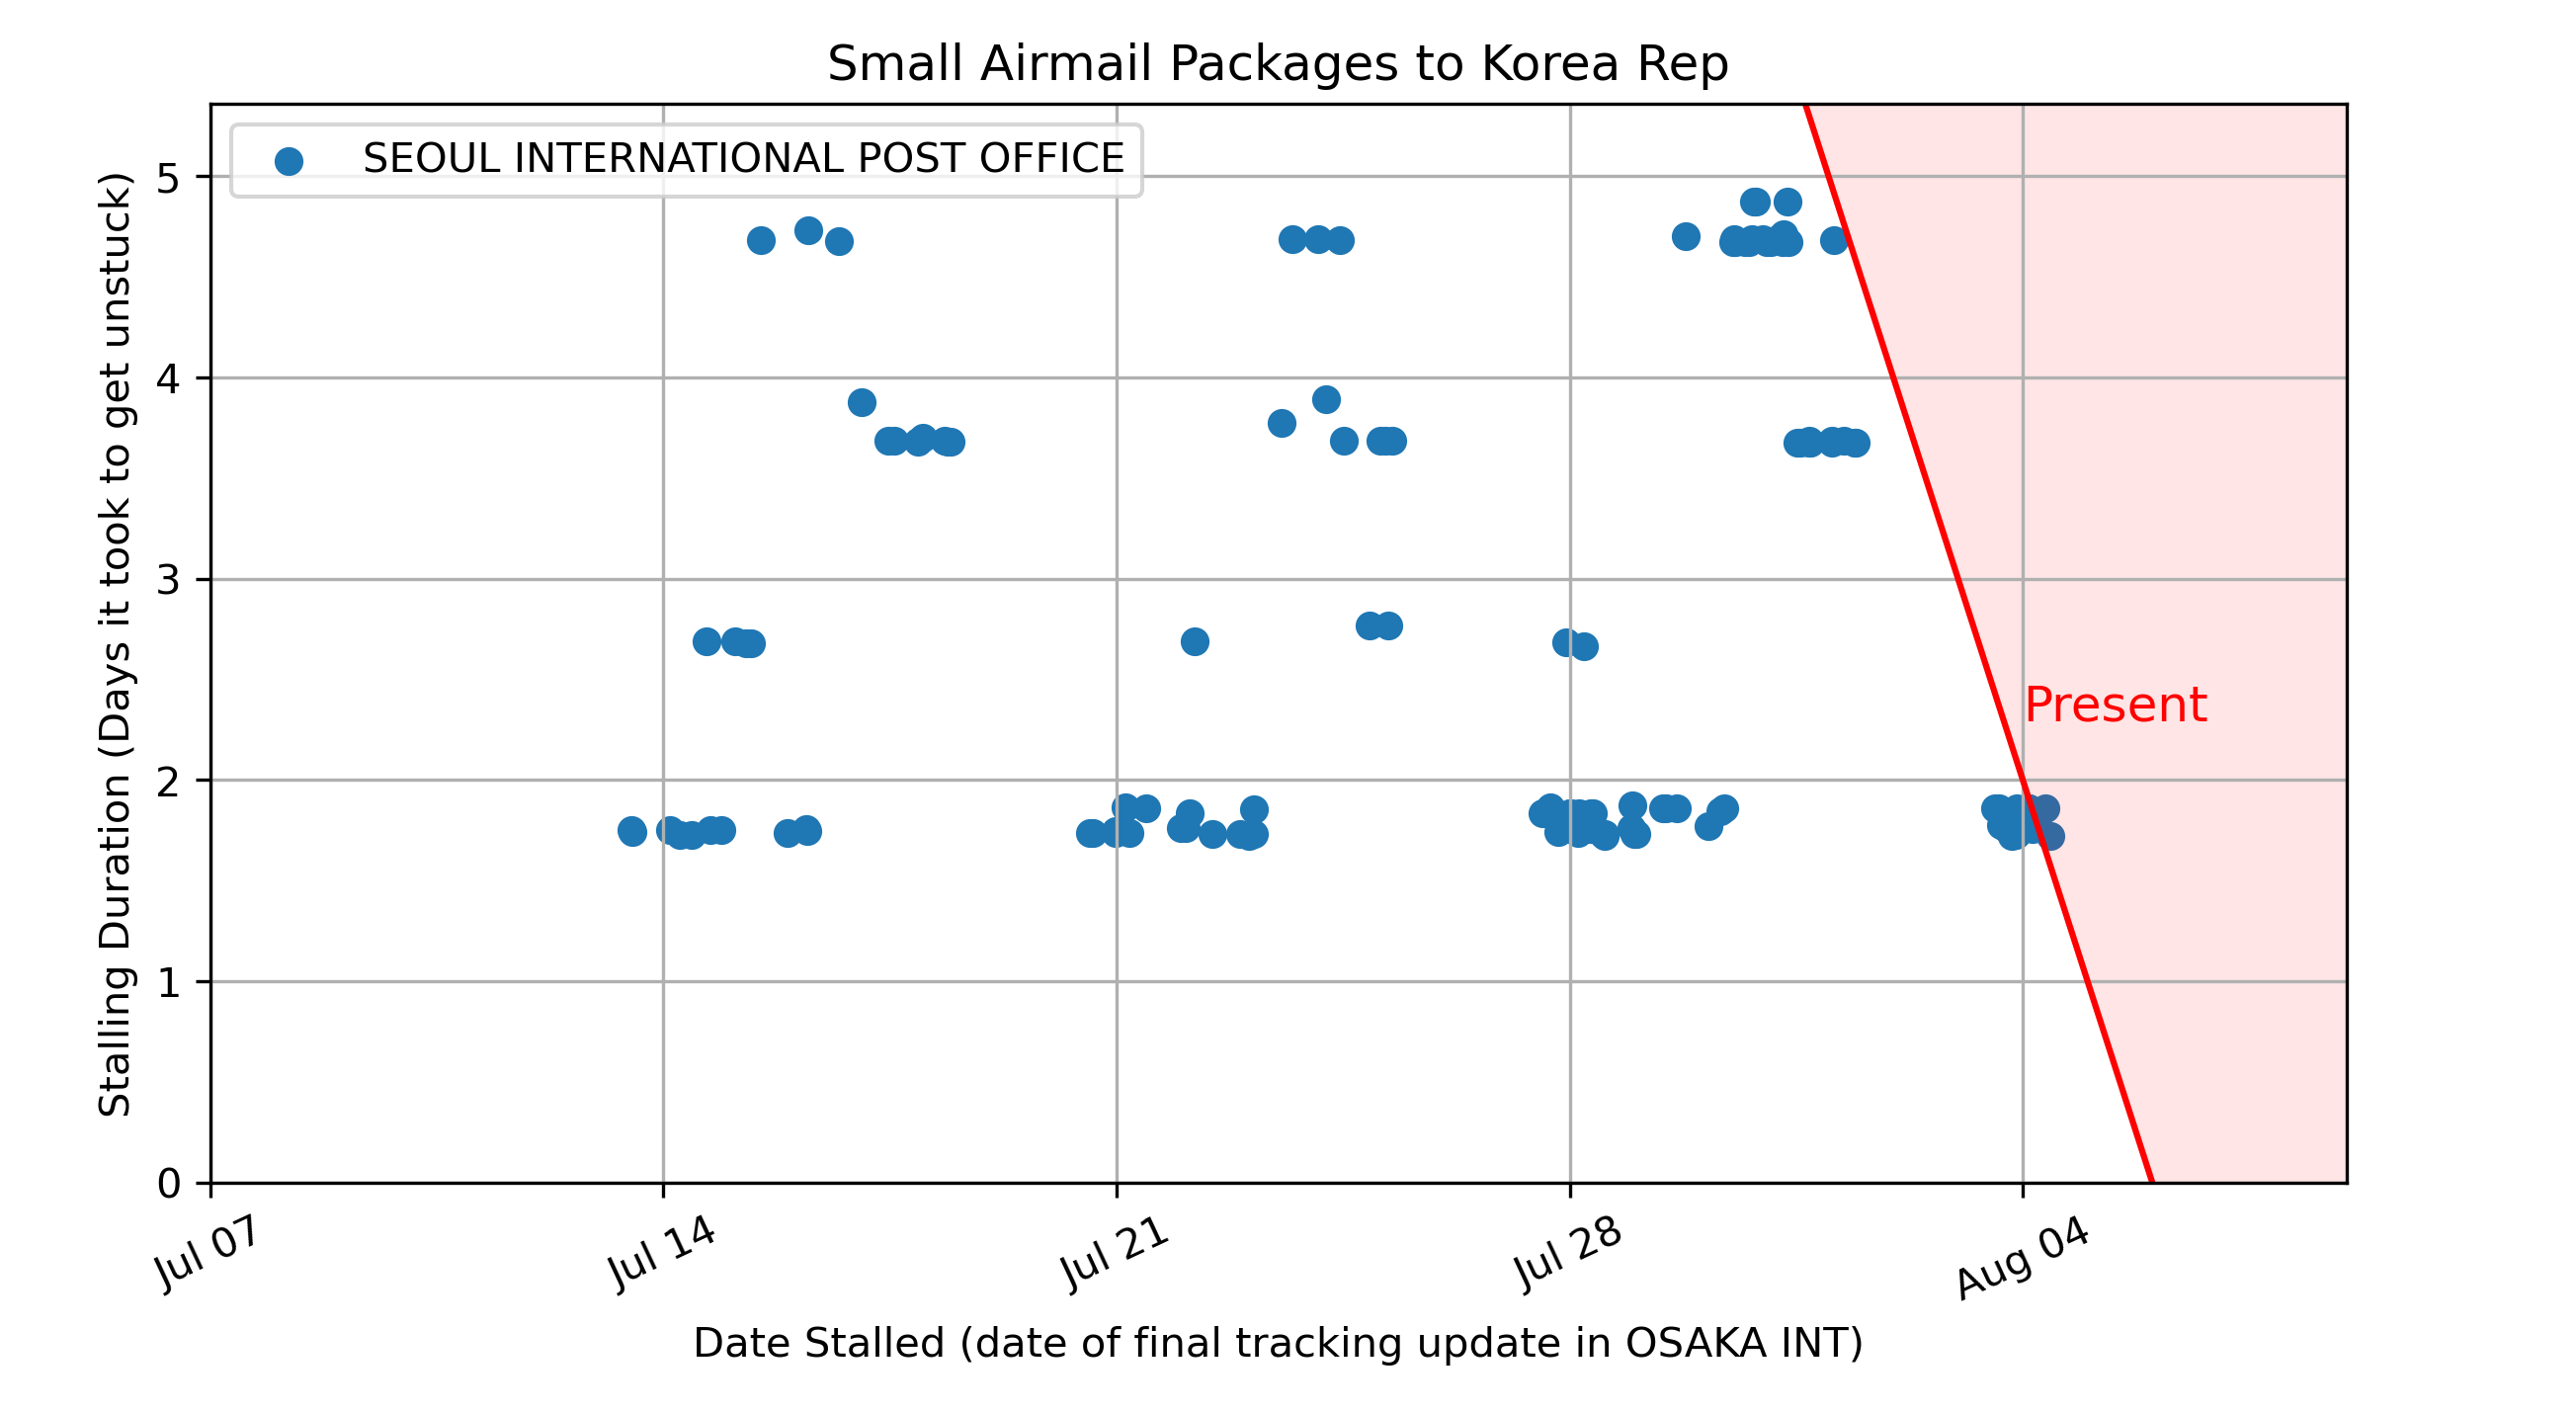 Small Airmail Packages to Korea Rep
SEOUL INTERNATIONAL POST OFFICE
Stalling Duration (Days it took to get unstuck)
5
4
3
2
1
0
Present
Jul 07
Jul 14
Jul 21
Jul 28
Aug 04
Date Stalled (date of final tracking update in OSAKA INT)